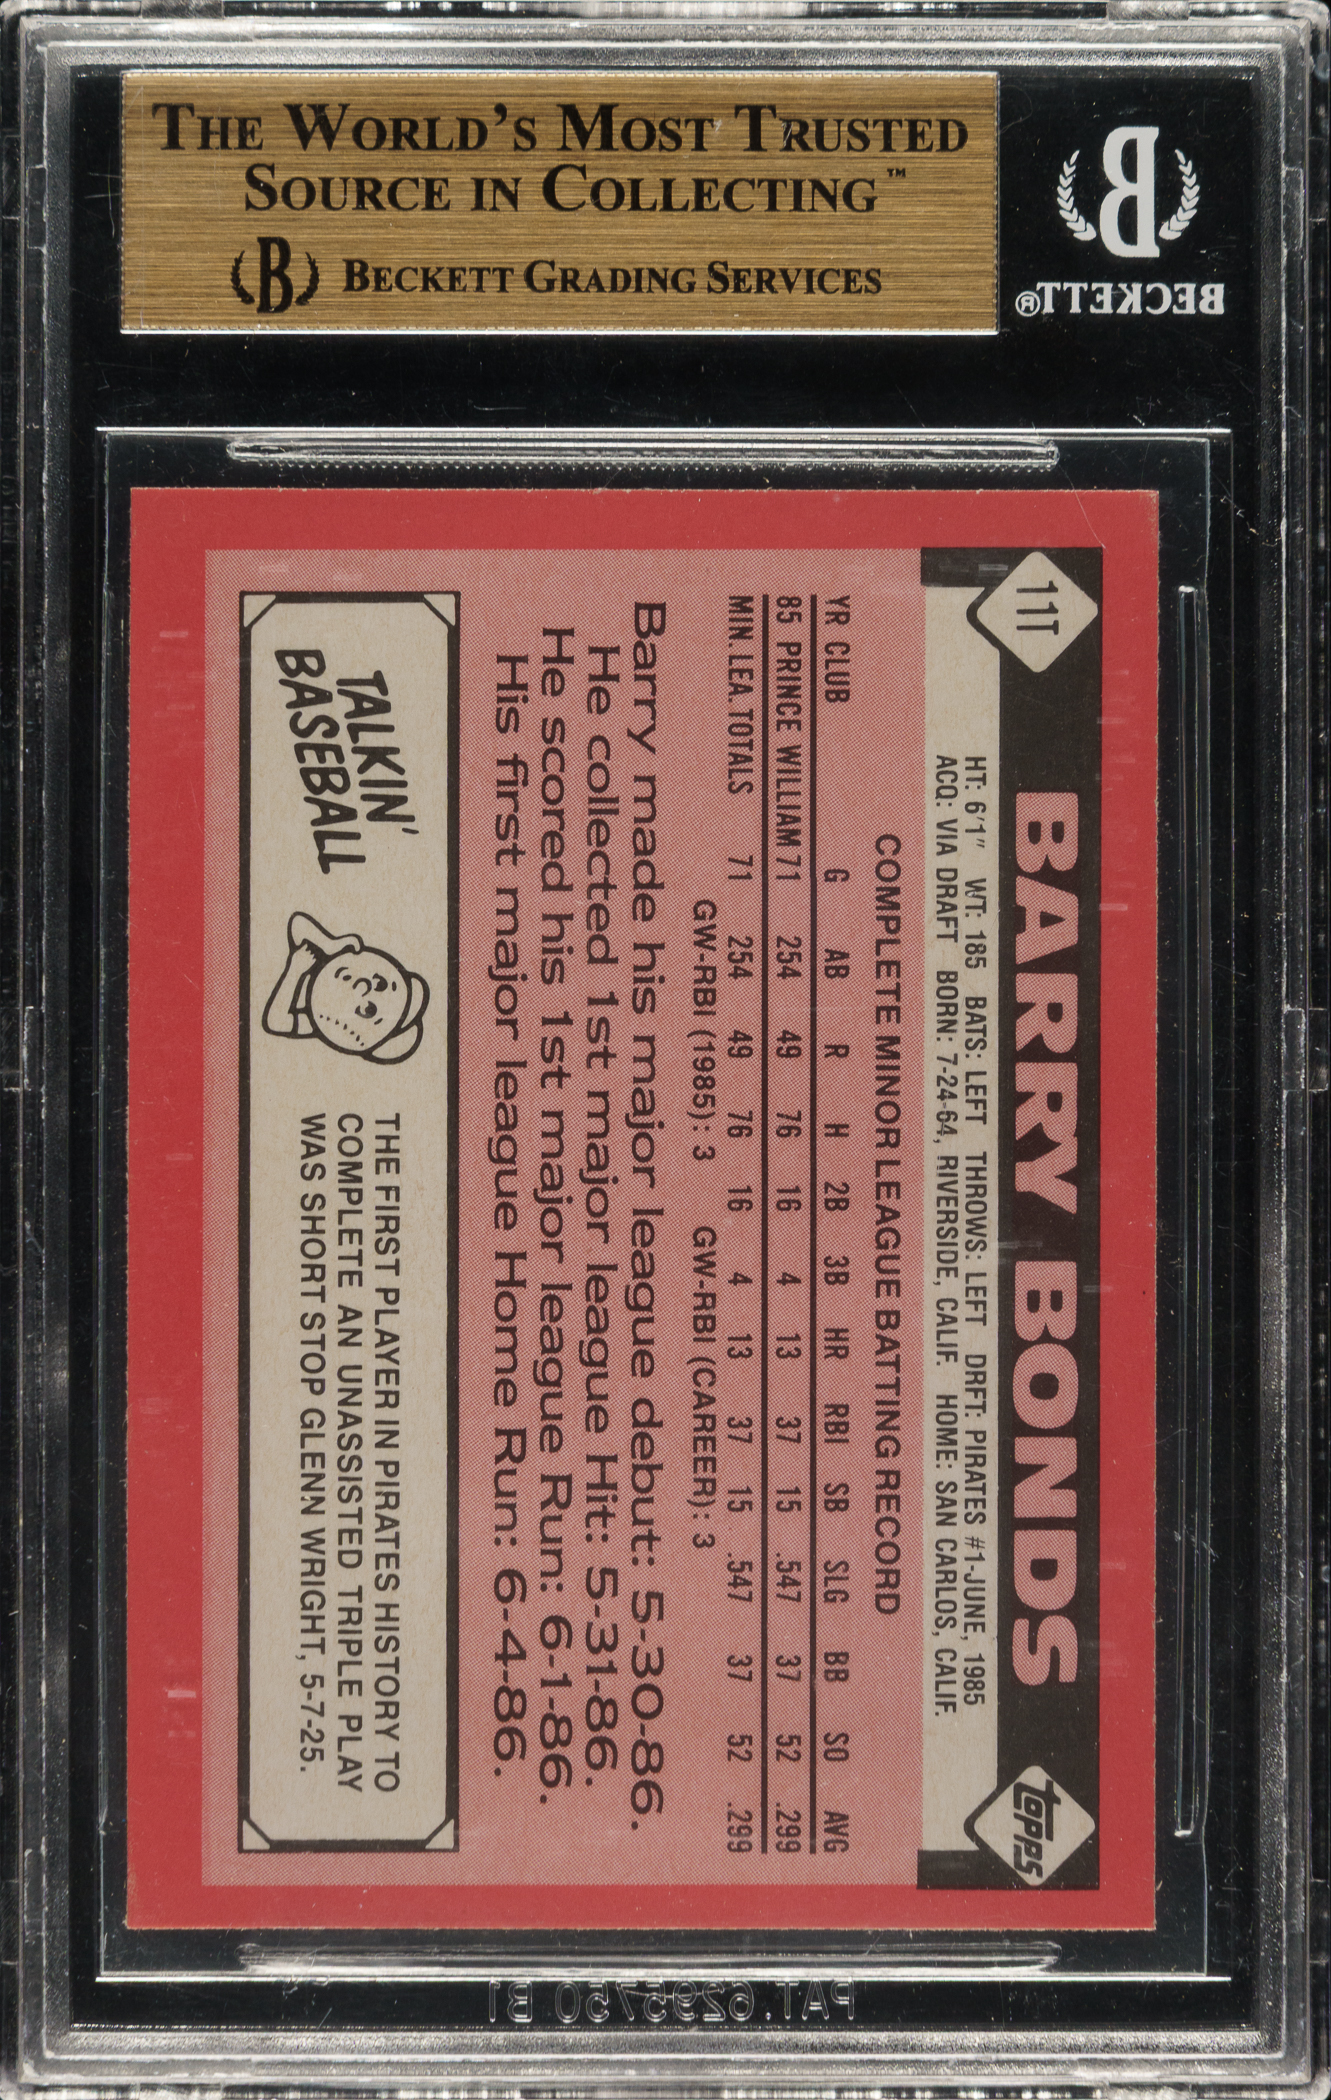 THE WORLD'S MOST TRUSTED
SOURCE IN COLLECTING™
B BECKETT GRADING SERVICES
B
BECKETT®
11T
BARRY BONDS
topps
HT: 6'1" WT: 185 BATS: LEFT THROWS: LEFT DRFT: PIRATES #1-JUNE, 1985
ACQ: VIA DRAFT BORN: 7-24-64, RIVERSIDE, CALIF. HOME: SAN CARLOS, CALIF.
COMPLETE MINOR LEAGUE BATTING RECORD
YR CLUB G AB R H 2B 3B HR RBI SB SLG BB SO AVG
85 PRINCE WILLIAM 71 254 49 76 16 4 13 37 15 .547 37 52 .299
MIN. LEA. TOTALS 71 254 49 76 16 4 13 37 15 .547 37 52 .299
GW-RBI (1985): 3 GW-RBI (CAREER): 3
Barry made his major league debut: 5-30-86.
He collected 1st major league Hit: 5-31-86.
He scored his 1st major league Run: 6-1-86.
His first major league Home Run: 6-4-86.
TALKIN'
BASEBALL
THE FIRST PLAYER IN PIRATES HISTORY TO
COMPLETE AN UNASSISTED TRIPLE PLAY
WAS SHORT STOP GLENN WRIGHT, 5-7-25.
PAT.6295750 B1